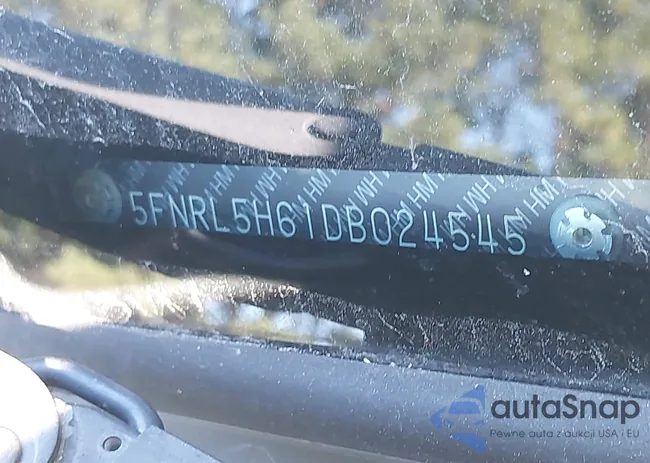 5FNRL5H61DB024545
autaSnap
Pewne auta z aukcji USA i EU